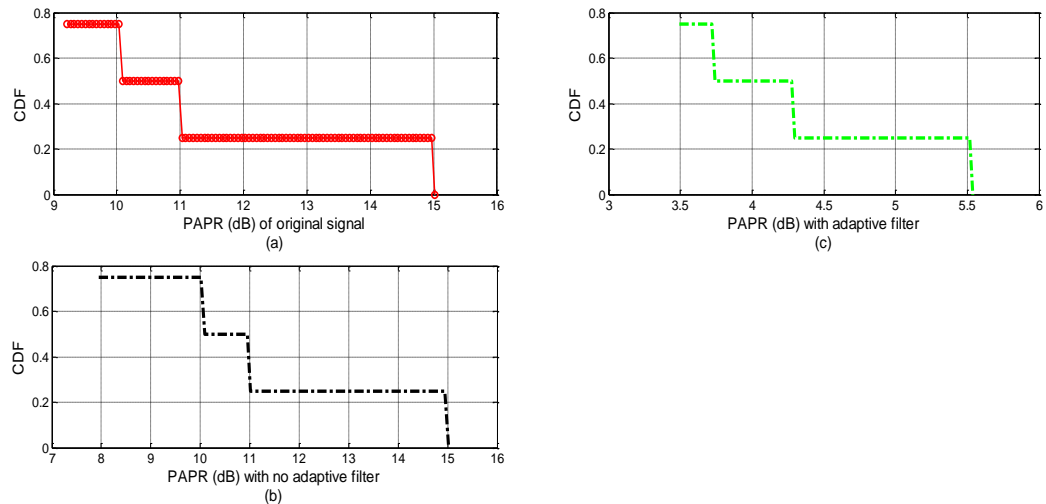 0.8
0.6
0.4
0.2
0
CDF
9 10 11 12 13 14 15 16
PAPR (dB) of original signal
(a)
0.8
0.6
0.4
0.2
0
CDF
3 3.5 4 4.5 5 5.5 6
PAPR (dB) with adaptive filter
(c)
0.8
0.6
0.4
0.2
0
CDF
7 8 9 10 11 12 13 14 15 16
PAPR (dB) with no adaptive filter
(b)